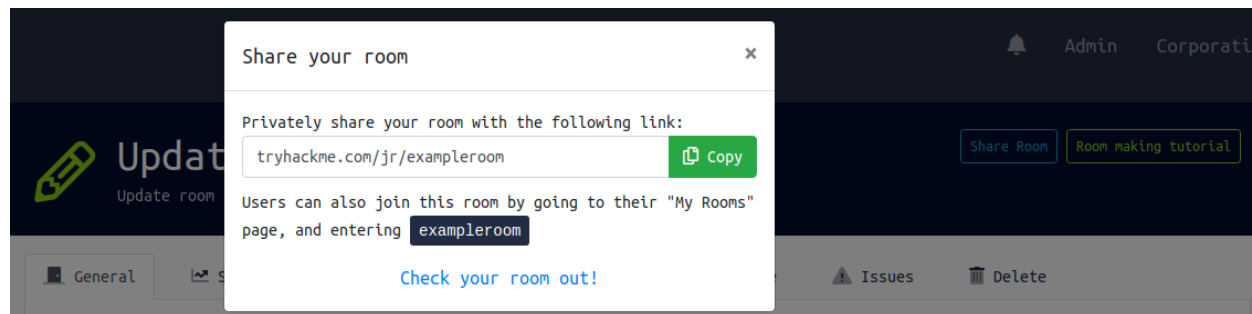 Share your room ×
Admin Corporati
Privately share your room with the following link:
tryhackme.com/jr/exampleroom Copy
Updat
Update room
Share Room Room making tutorial
Users can also join this room by going to their "My Rooms"
page, and entering exampleroom
Check your room out!
General S Issues Delete